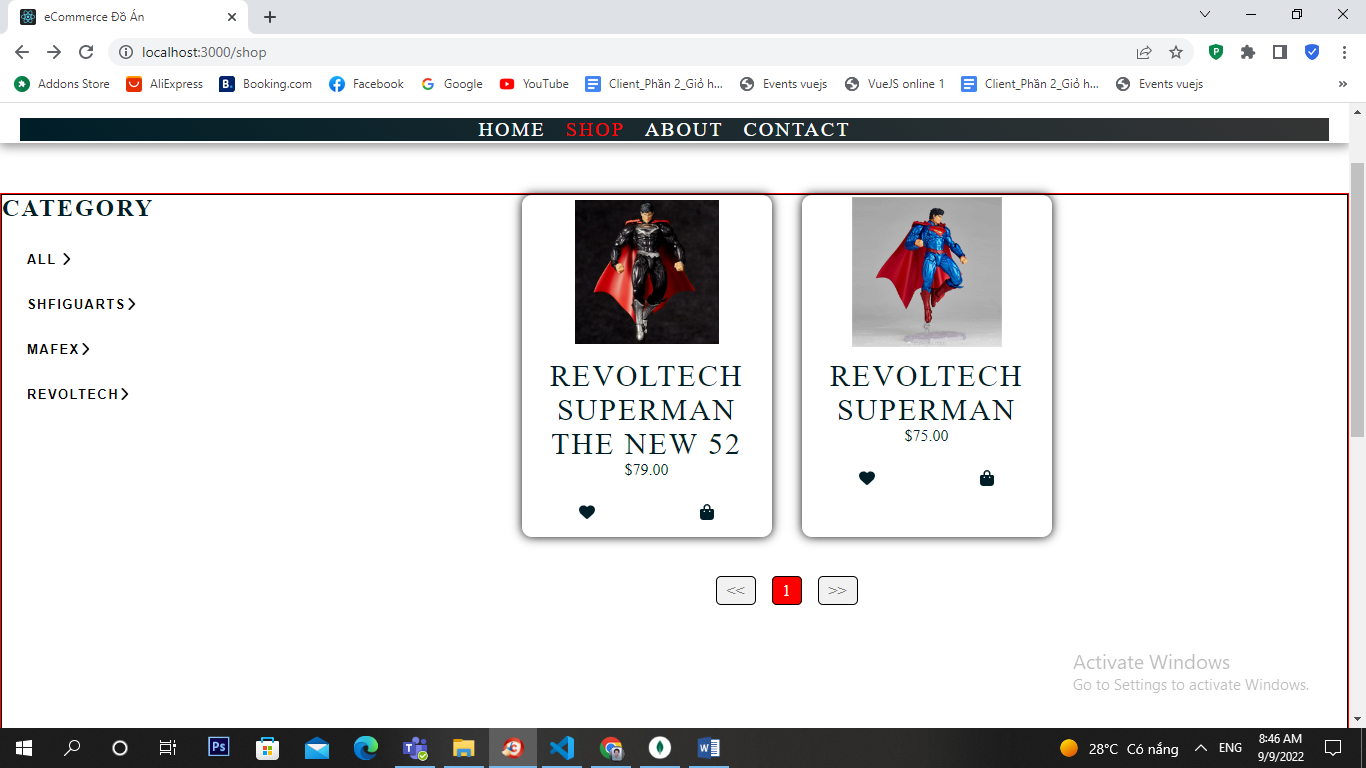 eCommerce Đồ Án
localhost:3000/shop
Addons Store AliExpress Booking.com Facebook Google YouTube Client_Phần 2_Giỏ h... Events vuejs VueJS online 1 Client_Phần 2_Giỏ h... Events vuejs »
HOME SHOP ABOUT CONTACT
CATEGORY
ALL
SHFIGUARTS
MAFEX
REVOLTECH
REVOLTECH
SUPERMAN
THE NEW 52
$79.00
REVOLTECH
SUPERMAN
$75.00
<< 1 >>
Activate Windows
Go to Settings to activate Windows.
28°C Có nắng ENG 8:46 AM
9/9/2022